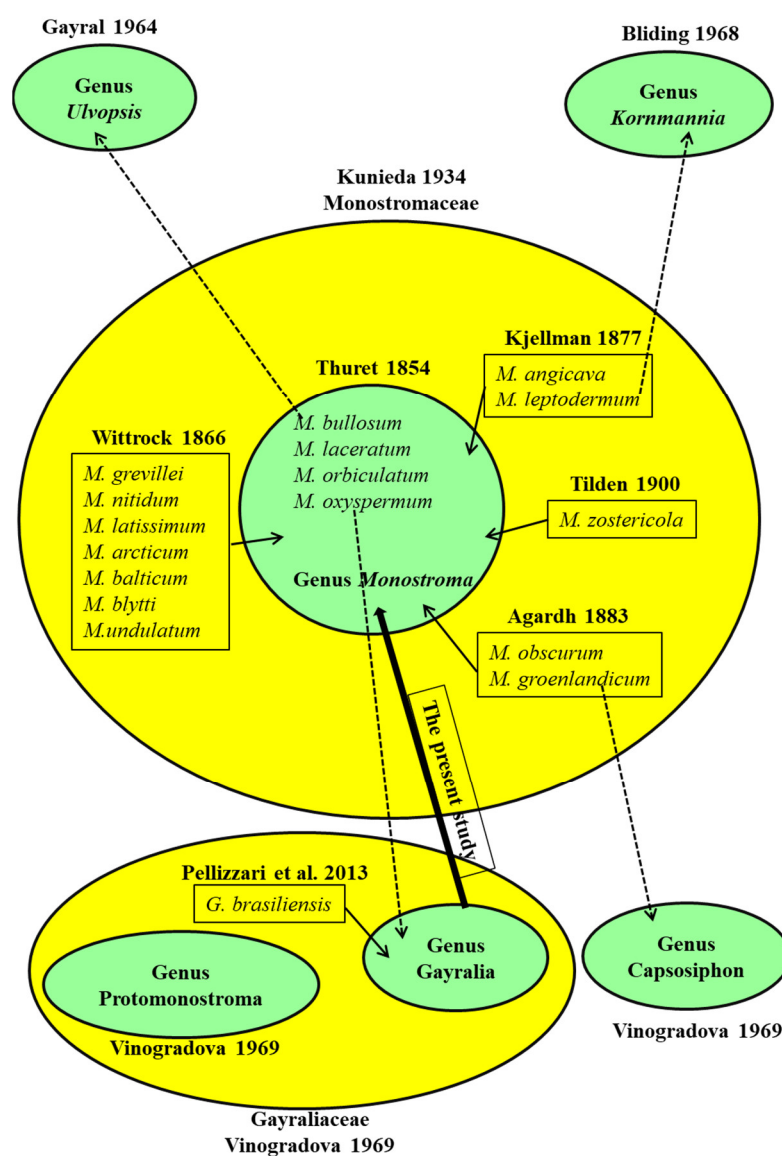 Gayral 1964
Genus
Ulvopsis
Bliding 1968
Genus
Kornmannia
Kunieda 1934
Monostromaceae
Thuret 1854
M. bullosum
M. laceratum
M. orbiculatum
M. oxyspermum
Genus Monostroma
Kjellman 1877
M. angicava
M. leptodermum
Wittrock 1866
M. grevillei
M. nitidum
M. latissimum
M. arcticum
M. balticum
M. blytti
M.undulatum
Tilden 1900
M. zostericola
Agardh 1883
M. obscurum
M. groenlandicum
The present study
Pellizzari et al. 2013
G. brasiliensis
Genus
Gayralia
Genus
Protomonostroma
Vinogradova 1969
Genus
Capsosiphon
Vinogradova 1969
Gayraliaceae
Vinogradova 1969